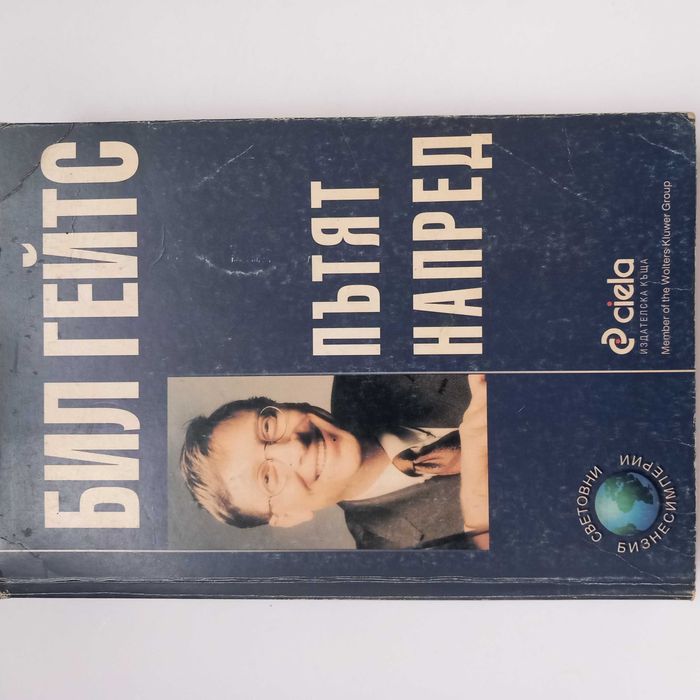 БИЛ ГЕЙТС
ПЪТЯТ
НАПРЕД
ciela
ИЗДАТЕЛСКА КЪЩА
Member of the Wolters Kluwer Group
СВЕТОВНИ
БИЗНЕСИМПЕРИИ